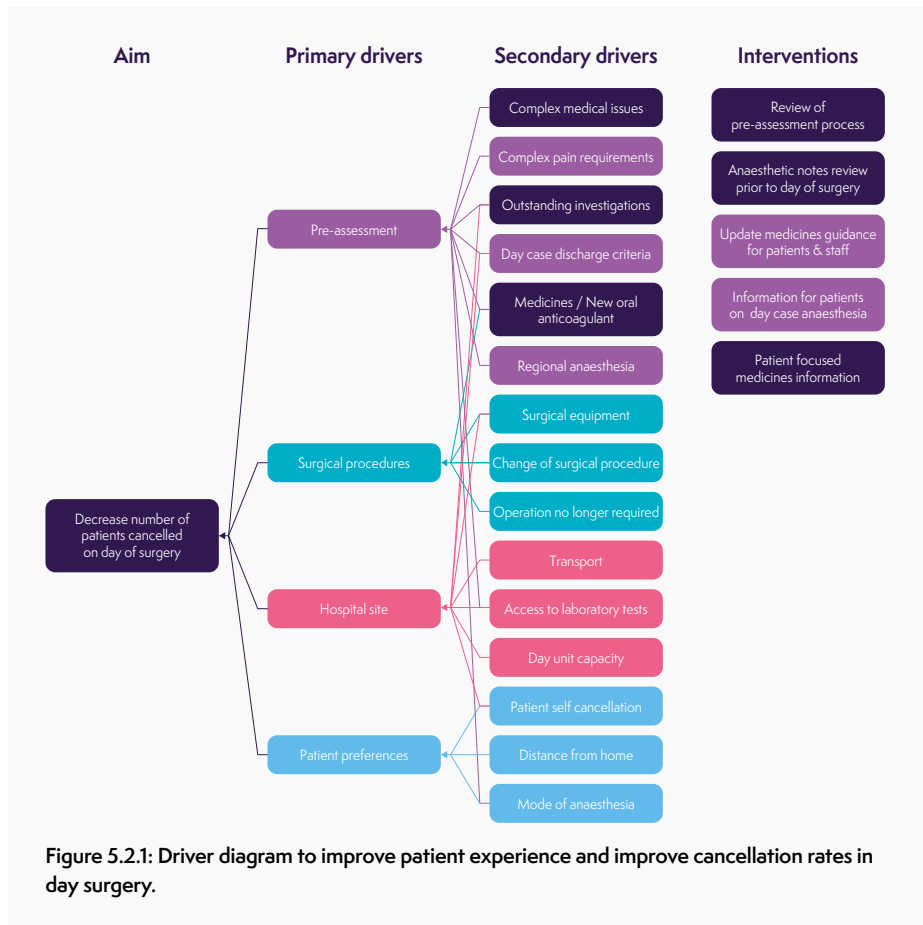 Aim
Primary drivers
Secondary drivers
Interventions
Decrease number of
patients cancelled
on day of surgery
Pre-assessment
Surgical procedures
Hospital site
Patient preferences
Complex medical issues
Complex pain requirements
Outstanding investigations
Day case discharge criteria
Medicines / New oral
anticoagulant
Regional anaesthesia
Surgical equipment
Change of surgical procedure
Operation no longer required
Transport
Access to laboratory tests
Day unit capacity
Patient self cancellation
Distance from home
Mode of anaesthesia
Review of
pre-assessment process
Anaesthetic notes review
prior to day of surgery
Update medicines guidance
for patients & staff
Information for patients
on day case anaesthesia
Patient focused
medicines information
Figure 5.2.1: Driver diagram to improve patient experience and improve cancellation rates in
day surgery.